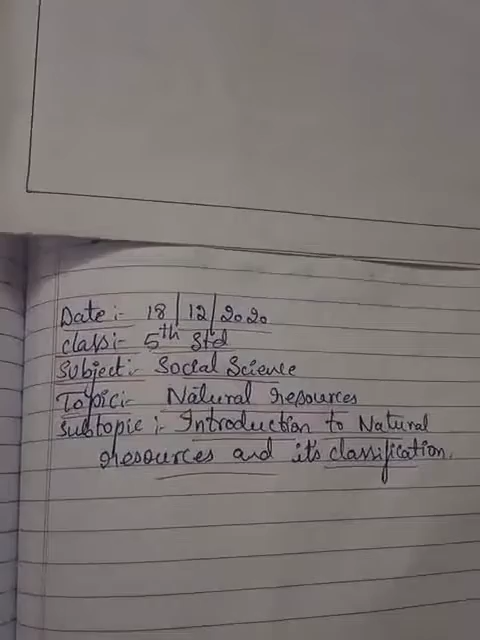 Date :- 18/12/2020
class:- 5th std
Subject:- Social Science
Topic:- Natural resources
Subtopic :- Introduction to Natural
resources and it's classification.